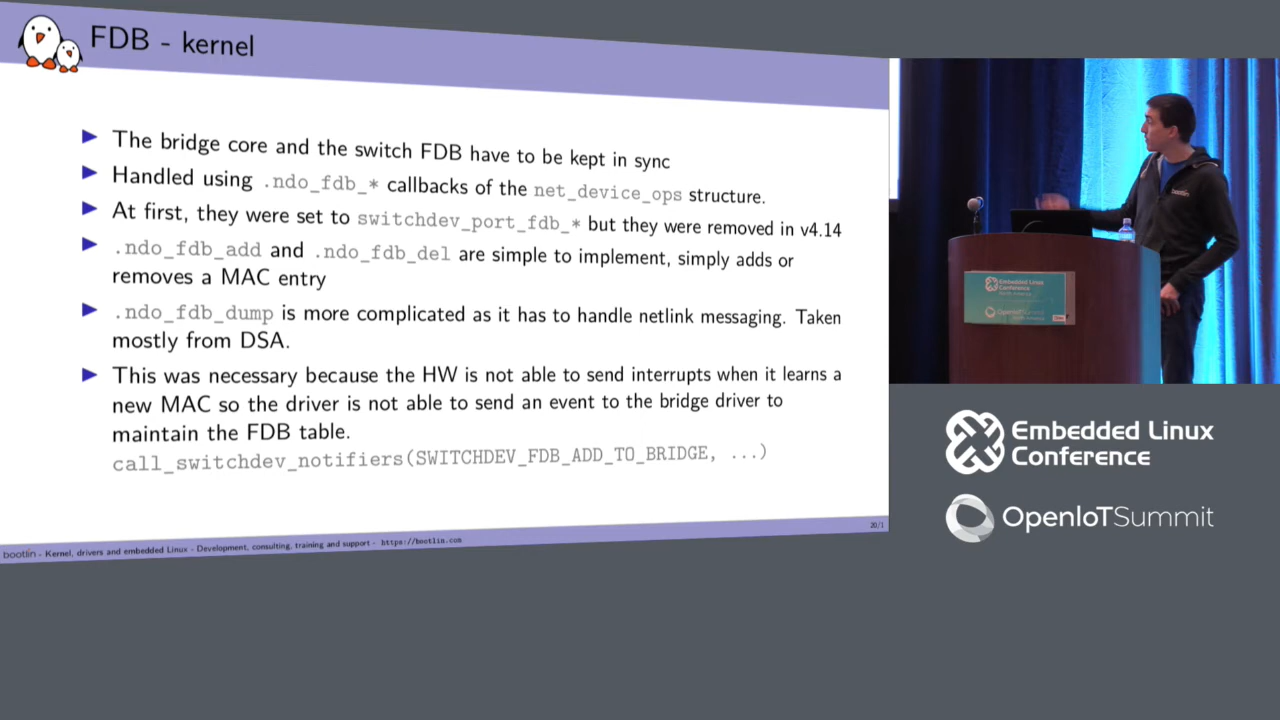 FDB - kernel
The bridge core and the switch FDB have to be kept in sync
Handled using .ndo_fdb_* callbacks of the net_device_ops structure.
At first, they were set to switchdev_port_fdb_* but they were removed in v4.14
.ndo_fdb_add and .ndo_fdb_del are simple to implement, simply adds or
removes a MAC entry
.ndo_fdb_dump is more complicated as it has to handle netlink messaging. Taken
mostly from DSA.
This was necessary because the HW is not able to send interrupts when it learns a
new MAC so the driver is not able to send an event to the bridge driver to
maintain the FDB table.
call_switchdev_notifiers(SWITCHDEV_FDB_ADD_TO_BRIDGE, ...)
bootlin - Kernel, drivers and embedded Linux - Development, consulting, training and support - https://bootlin.com
20/1
Embedded Linux
Conference
OpenIoTSummit
Embedded Linux
Conference
OpenIoTSummit